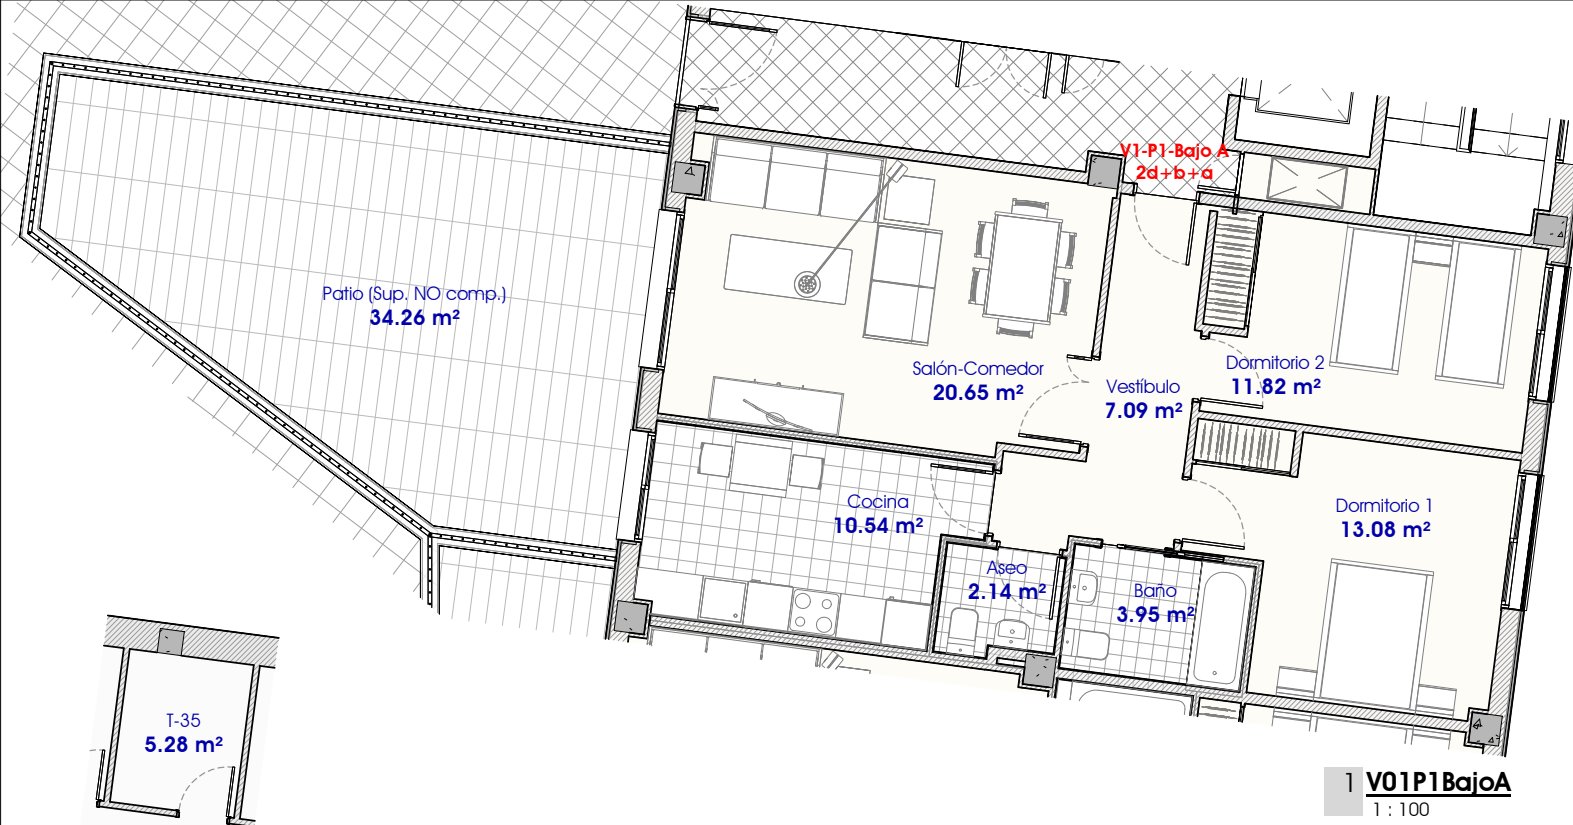 V1-P1-Bajo A
2d+b+a
Patio (Sup. NO comp.)
34.26 m²
Salón-Comedor
20.65 m²
Vestíbulo
7.09 m²
Dormitorio 2
11.82 m²
Cocina
10.54 m²
Dormitorio 1
13.08 m²
Aseo
2.14 m²
Baño
3.95 m²
T-35
5.28 m²
1 V01P1BajoA
1 : 100